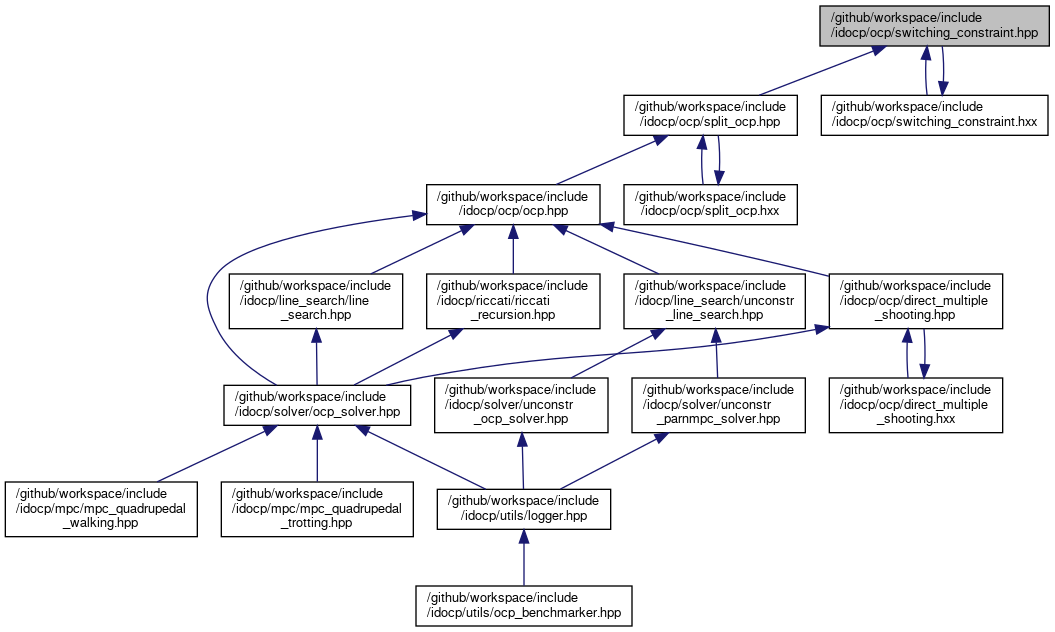 /github/workspace/include
/idocp/ocp/switching_constraint.hpp
/github/workspace/include
/idocp/ocp/split_ocp.hpp
/github/workspace/include
/idocp/ocp/switching_constraint.hxx
/github/workspace/include
/idocp/ocp/ocp.hpp
/github/workspace/include
/idocp/ocp/split_ocp.hxx
/github/workspace/include
/idocp/line_search/line
_search.hpp
/github/workspace/include
/idocp/riccati/riccati
_recursion.hpp
/github/workspace/include
/idocp/line_search/unconstr
_line_search.hpp
/github/workspace/include
/idocp/ocp/direct_multiple
_shooting.hpp
/github/workspace/include
/idocp/solver/ocp_solver.hpp
/github/workspace/include
/idocp/solver/unconstr
_ocp_solver.hpp
/github/workspace/include
/idocp/solver/unconstr
_parnmpc_solver.hpp
/github/workspace/include
/idocp/ocp/direct_multiple
_shooting.hxx
/github/workspace/include
/idocp/mpc/mpc_quadrupedal
_walking.hpp
/github/workspace/include
/idocp/mpc/mpc_quadrupedal
_trotting.hpp
/github/workspace/include
/idocp/utils/logger.hpp
/github/workspace/include
/idocp/utils/ocp_benchmarker.hpp